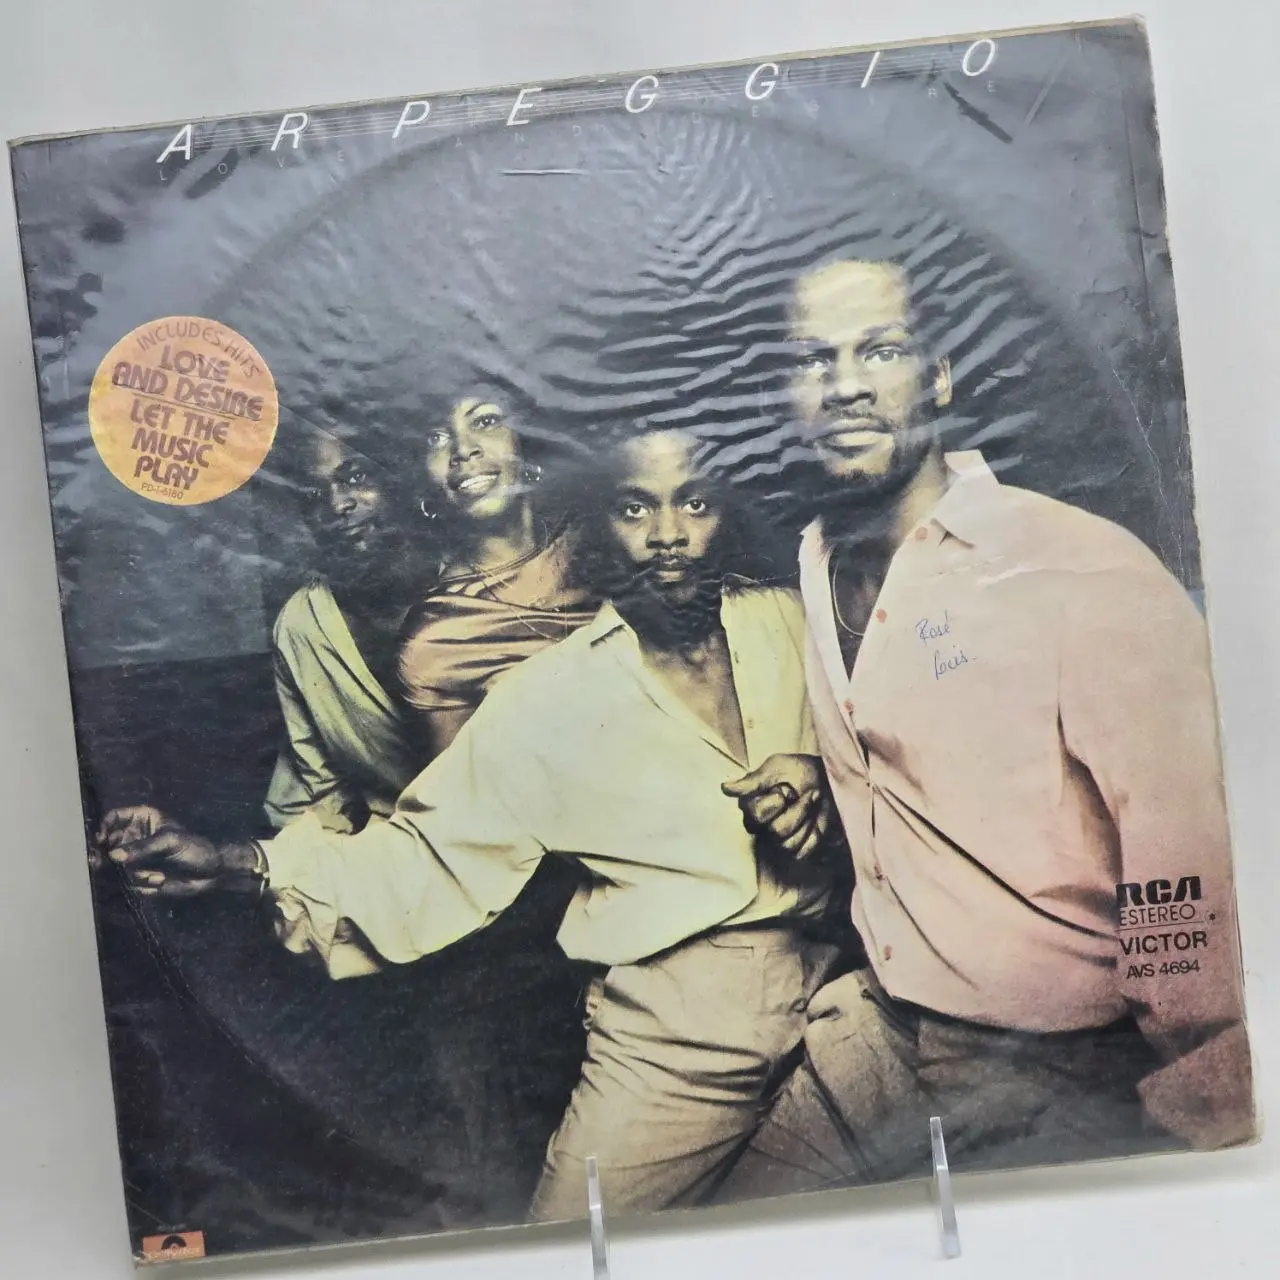 ARPEGGIO
LOVE AND DESIRE
INCLUDES HITS
LOVE
AND DESIRE
LET THE
MUSIC
PLAY
PD-1-6180
José
RCA
ESTEREO
VICTOR
AVS 4694